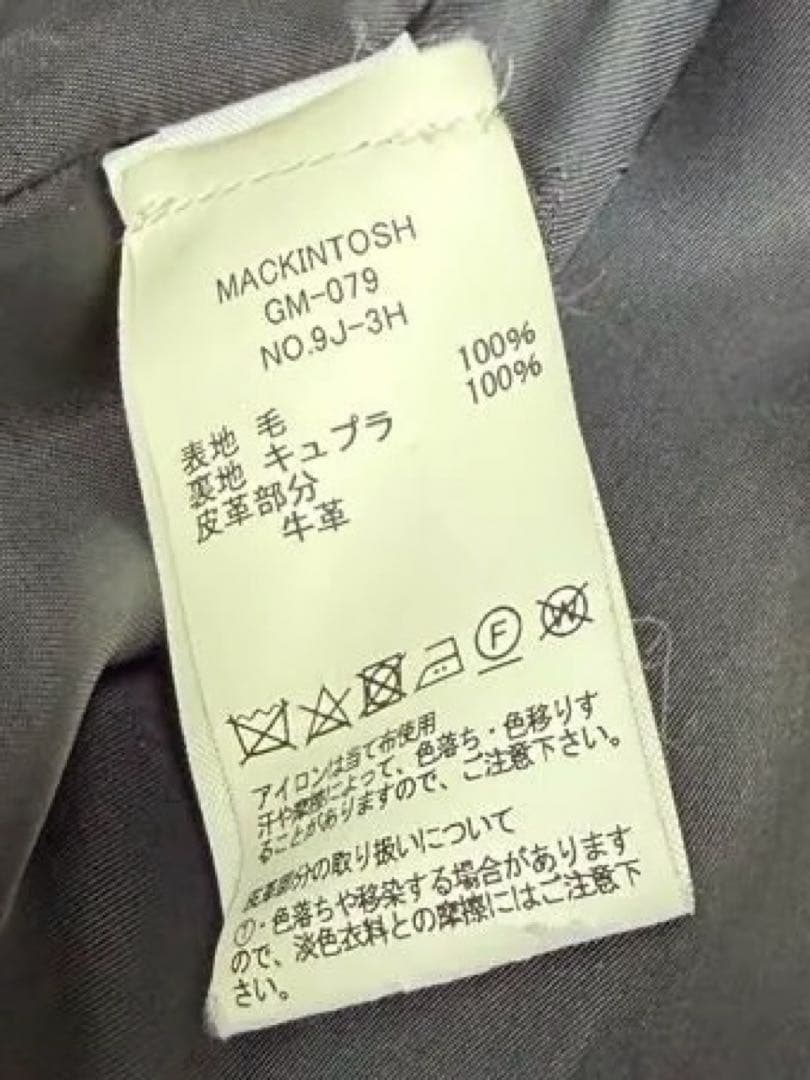 MACKINTOSH
GM-079
NO.9J-3H
表地 毛 100%
裏地 キュプラ 100%
皮革部分
牛革
F W
アイロンは当て布使用
汗や摩擦によって、色落ち・色移りす
ることがありますので、ご注意下さい。
皮革部分の取り扱いについて
①・色落ちや移染する場合があります
ので、淡色衣料との摩擦にはご注意下
さい。